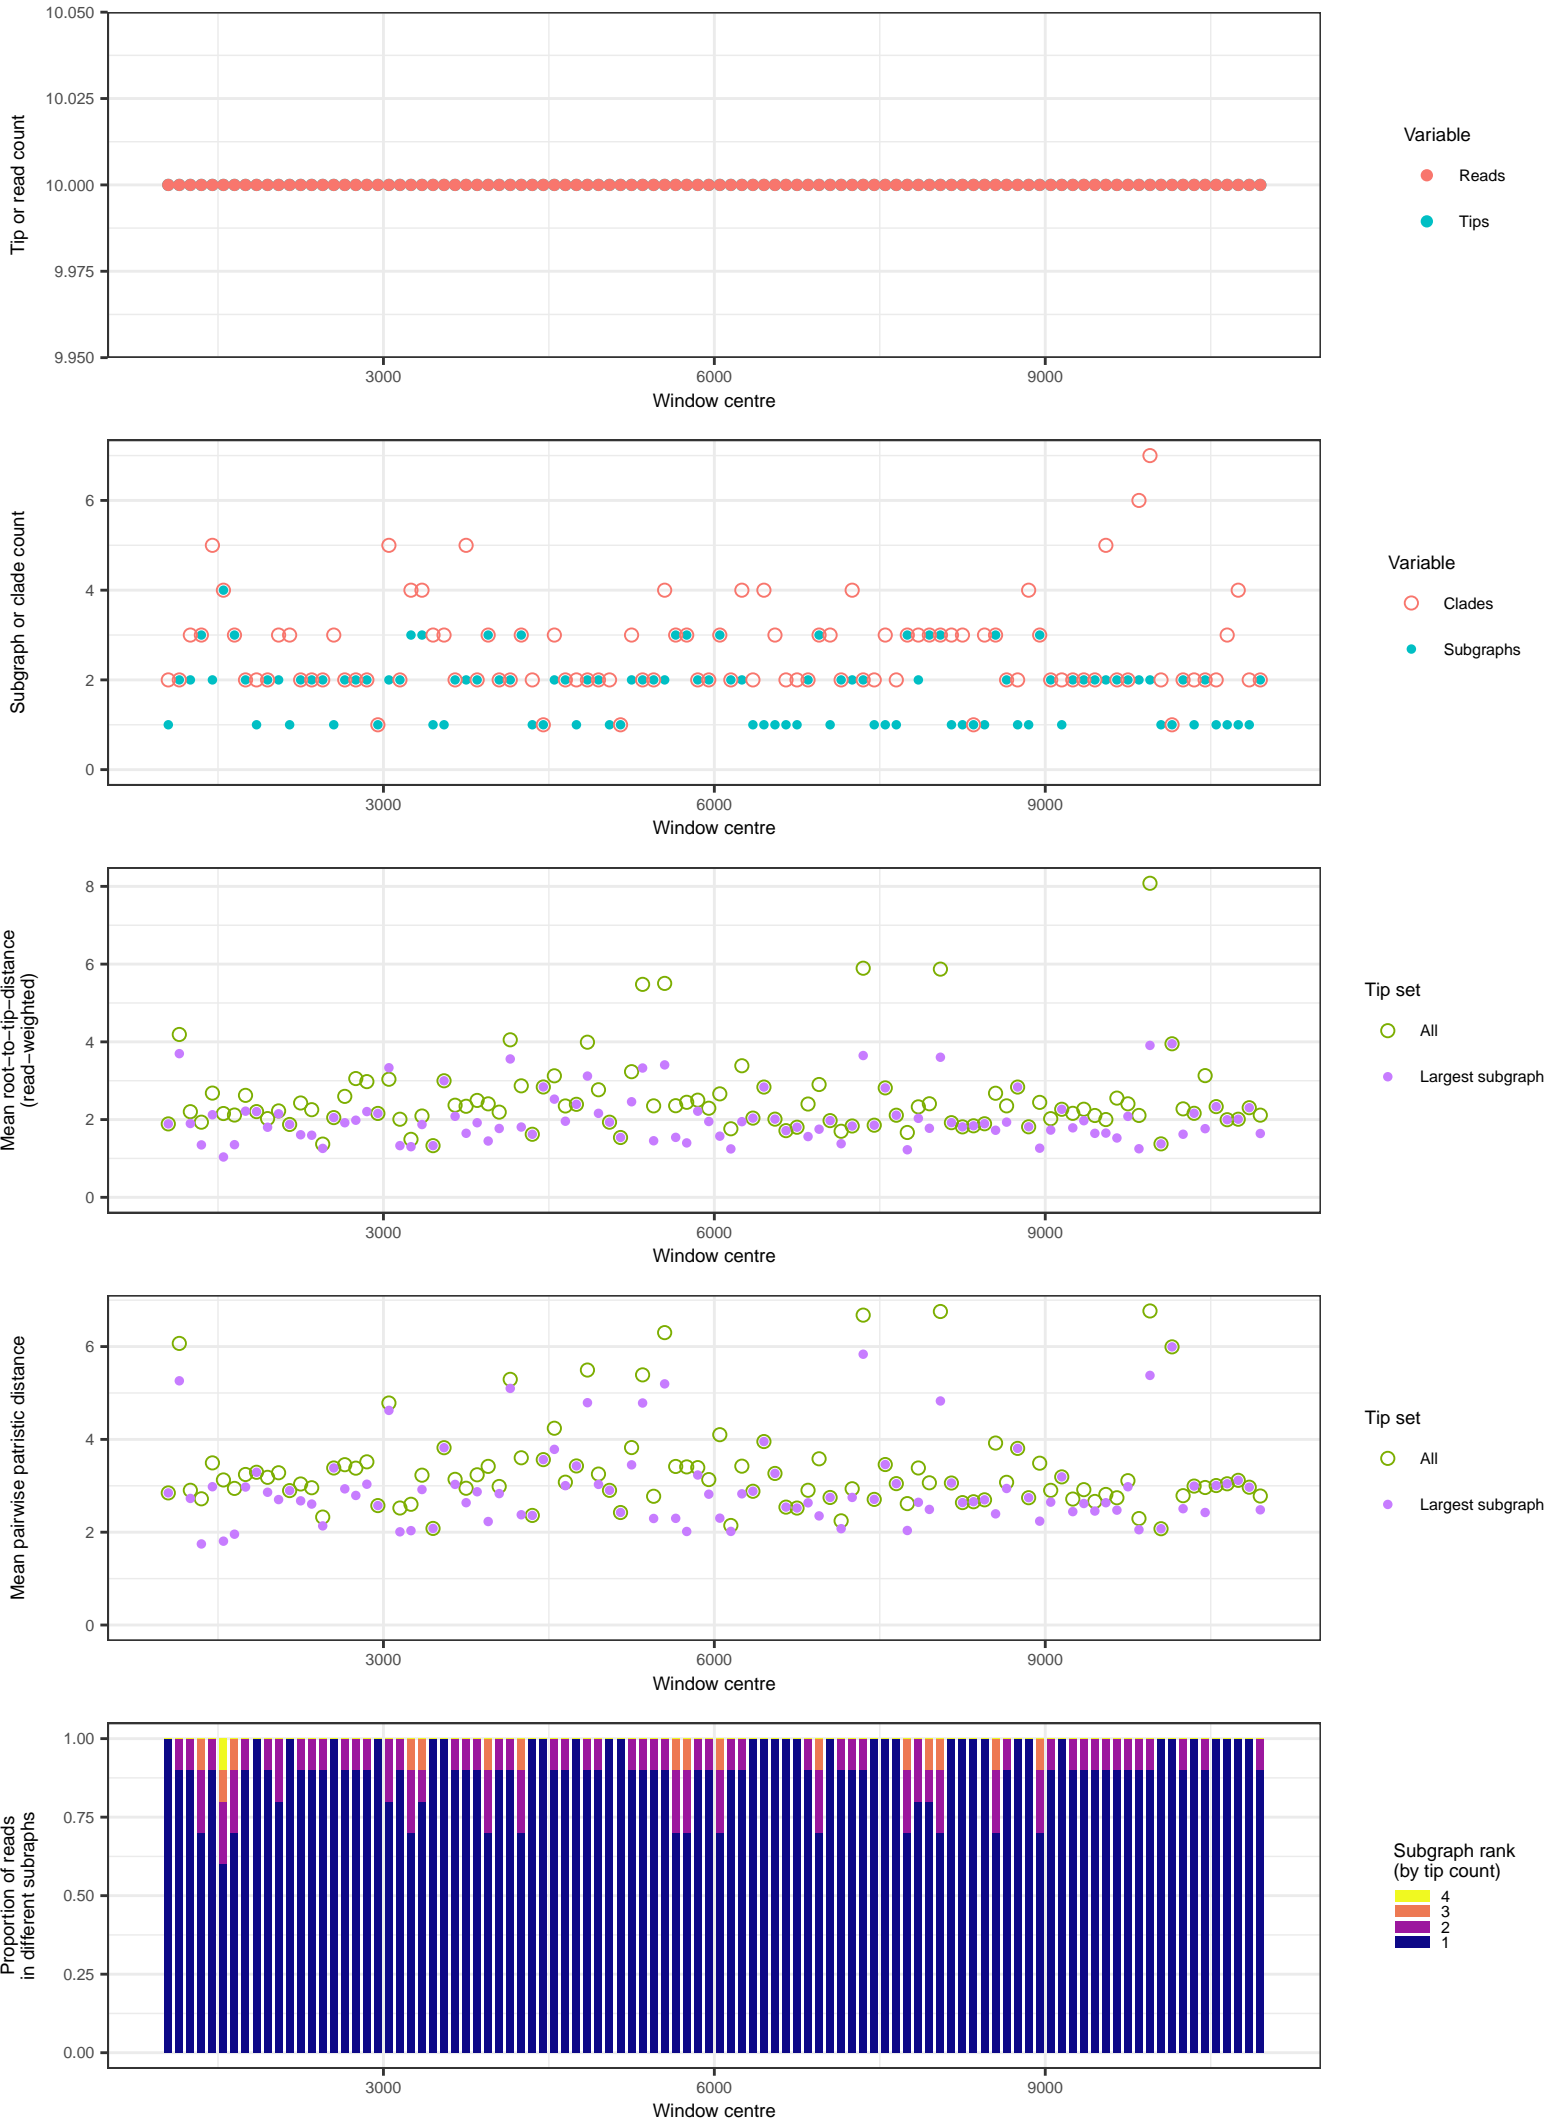 10.050
10.025
10.000
9.975
9.950
Tip or read count
3000 6000 9000
Window centre
Variable
Reads
Tips
6
4
2
0
Subgraph or clade count
3000 6000 9000
Window centre
Variable
Clades
Subgraphs
8
6
4
2
0
Mean root−to−tip−distance
(read−weighted)
3000 6000 9000
Window centre
Tip set
All
Largest subgraph
6
4
2
0
Mean pairwise patristic distance
3000 6000 9000
Window centre
Tip set
All
Largest subgraph
1.00
0.75
0.50
0.25
0.00
Proportion of reads
in different subraphs
3000 6000 9000
Window centre
Subgraph rank
(by tip count)
4
3
2
1